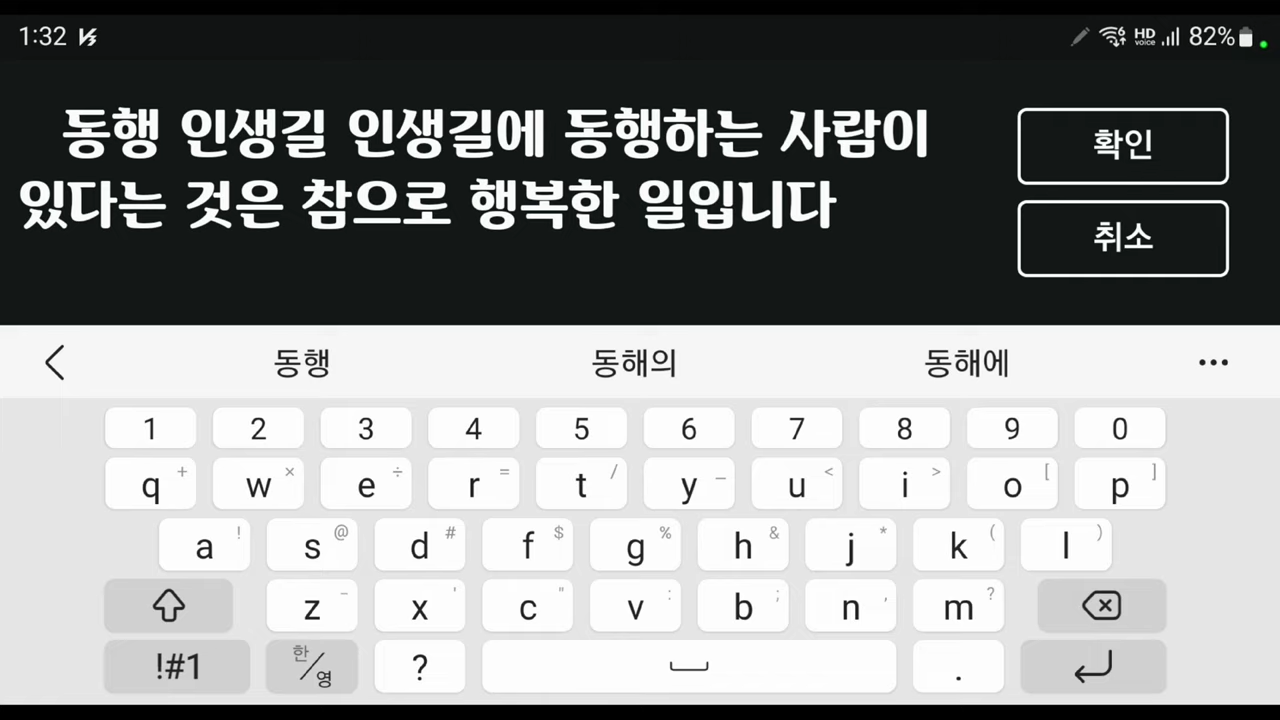 1:32
HD voice 82%
동행 인생길 인생길에 동행하는 사람이
있다는 것은 참으로 행복한 일입니다
확인
취소
동행 동해의 동해에 •••
1 2 3 4 5 6 7 8 9 0
q + w × e ÷ r = t / y _ u < i > o [ p ]
a ! s @ d # f $ g % h & j * k ( l )
z - x ' c " v : b ; n , m ?
!#1 한/영 ? .